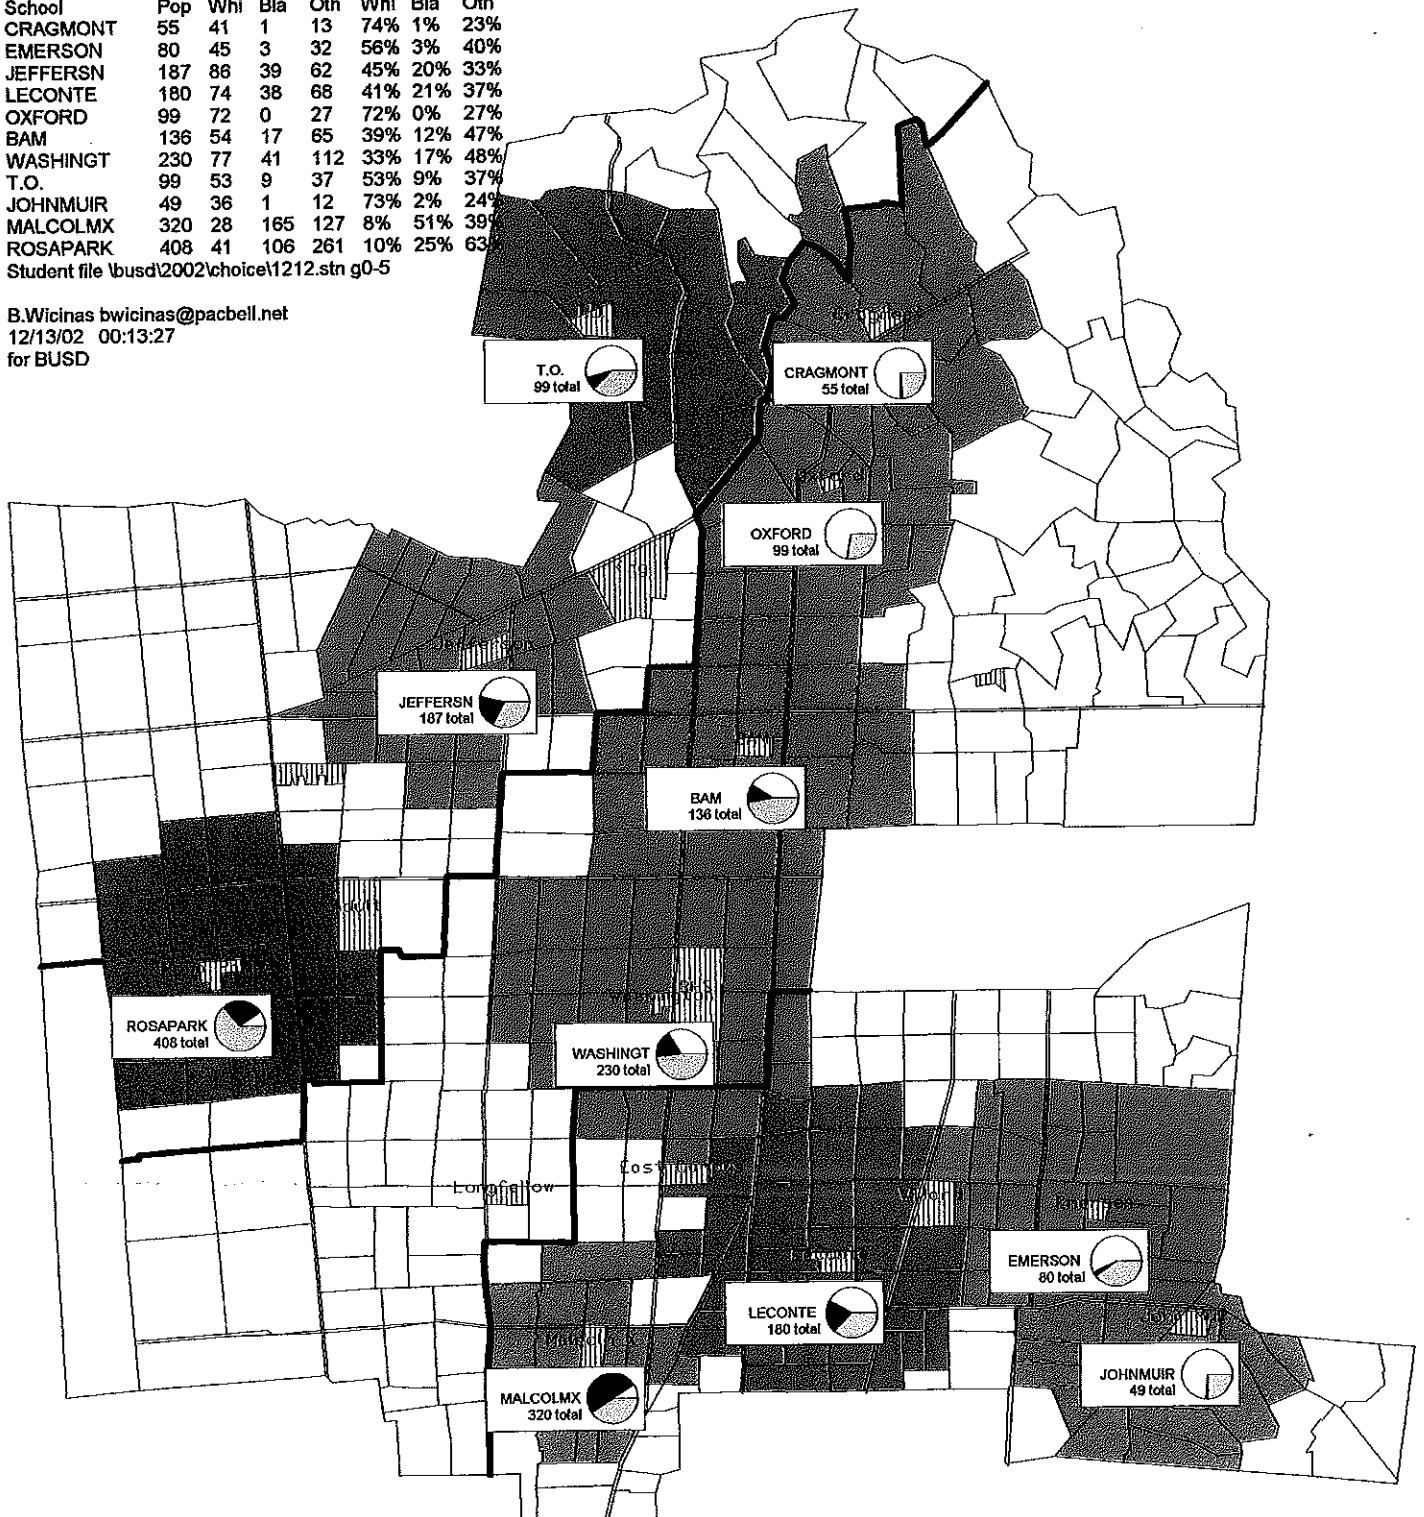 School Pop Whi Bla Oth Whi Bla Oth
CRAGMONT 55 41 1 13 74% 1% 23%
EMERSON 80 45 3 32 56% 3% 40%
JEFFERSN 187 86 39 62 45% 20% 33%
LECONTE 180 74 38 68 41% 21% 37%
OXFORD 99 72 0 27 72% 0% 27%
BAM 136 54 17 65 39% 12% 47%
WASHINGT 230 77 41 112 33% 17% 48%
T.O. 99 53 9 37 53% 9% 37%
JOHNMUIR 49 36 1 12 73% 2% 24%
MALCOLMX 320 28 165 127 8% 51% 39%
ROSAPARK 408 41 106 261 10% 25% 63%
Student file \busd\2002\choice\1212.stn g0-5
B.Wicinas bwicinas@pacbell.net
12/13/02 00:13:27
for BUSD
T.O.
99 total
CRAGMONT
55 total
Oxford
OXFORD
99 total
King
Jefferson
JEFFERSN
187 total
BAM
136 total
Adult
Washington
ROSAPARK
408 total
WASHINGT
230 total
Longfellow
Emerson
EMERSON
80 total
LECONTE
180 total
Malcolm X
JOHNMUIR
49 total
MALCOLMX
320 total